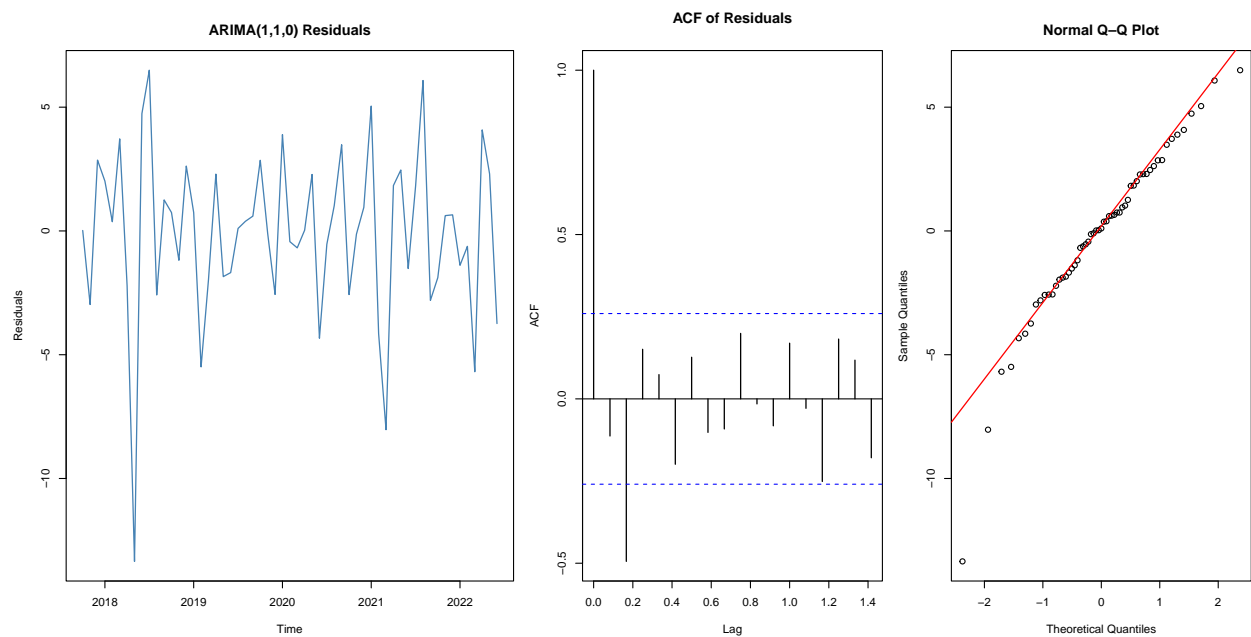 ARIMA(1,1,0) Residuals
Residuals
5
0
−5
−10
2018 2019 2020 2021 2022
Time
ACF of Residuals
ACF
1.0
0.5
0.0
−0.5
0.0 0.2 0.4 0.6 0.8 1.0 1.2 1.4
Lag
Normal Q−Q Plot
Sample Quantiles
5
0
−5
−10
−2 −1 0 1 2
Theoretical Quantiles